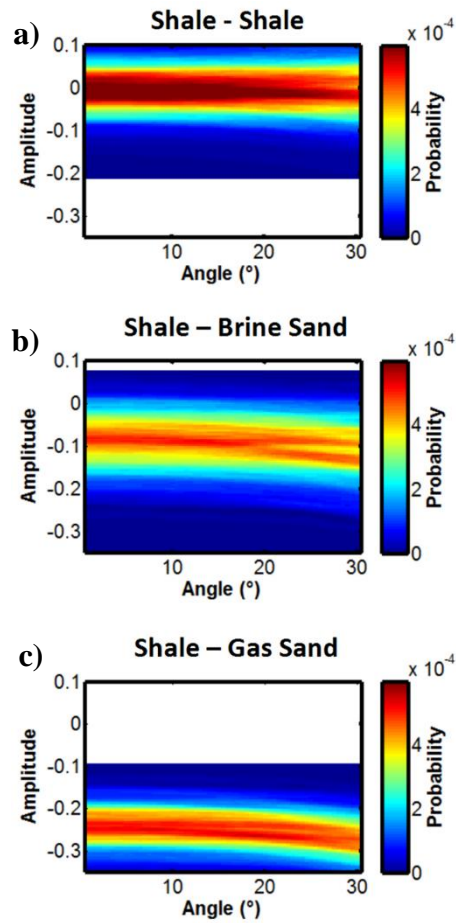 a)
Shale - Shale
x 10⁻⁴
0.1
0
-0.1
-0.2
-0.3
Amplitude
10
20
30
Angle (°)
4
2
0
Probability
b)
Shale – Brine Sand
x 10⁻⁴
0.1
0
-0.1
-0.2
-0.3
Amplitude
10
20
30
Angle (°)
4
2
0
Probability
c)
Shale – Gas Sand
x 10⁻⁴
0.1
0
-0.1
-0.2
-0.3
Amplitude
10
20
30
Angle (°)
4
2
0
Probability